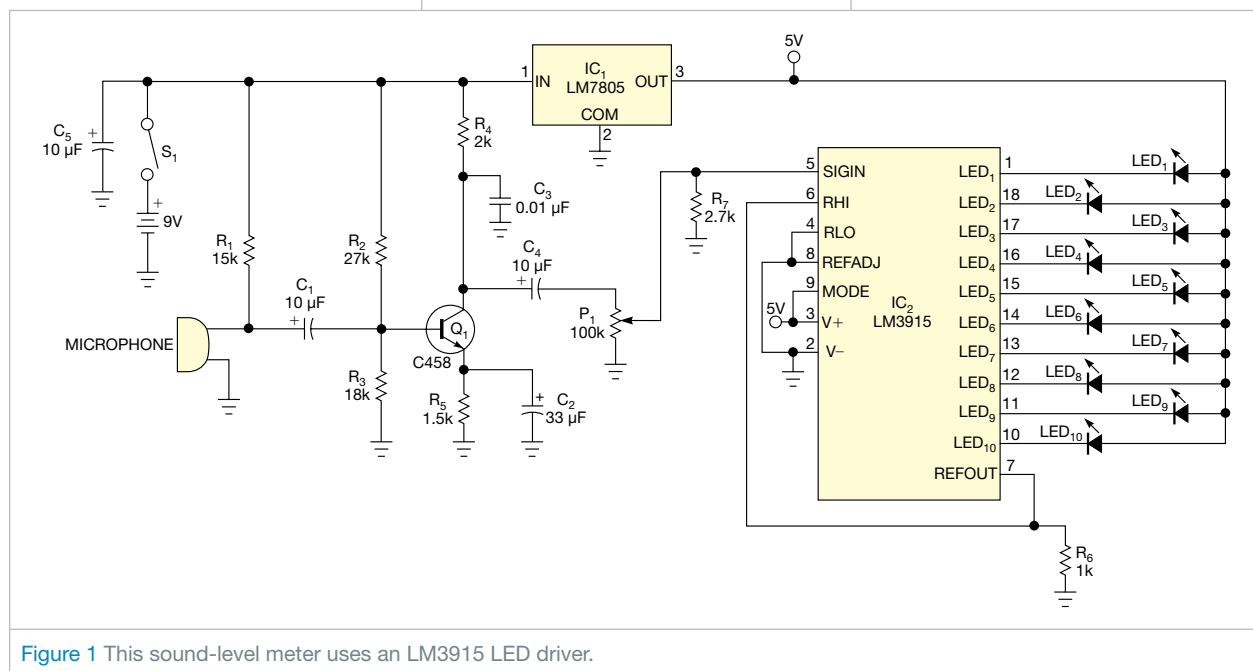 5V
1 IN
IC1
LM7805
OUT 3
COM
2
C5
10 µF
+
S1
+
9V
R1
15k
R2
27k
R4
2k
C3
0.01 µF
C4
10 µF
+
C1
10 µF
+
MICROPHONE
Q1
C458
P1
100k
R3
18k
R5
1.5k
+
C2
33 µF
R7
2.7k
5 SIGIN
6 RHI
4 RLO
8 REFADJ
9 MODE
5V
3 V+
2 V−
IC2
LM3915
LED1 1
LED2 18
LED3 17
LED4 16
LED5 15
LED6 14
LED7 13
LED8 12
LED9 11
LED10 10
REFOUT 7
LED1
LED2
LED3
LED4
LED5
LED6
LED7
LED8
LED9
LED10
R6
1k
Figure 1 This sound-level meter uses an LM3915 LED driver.